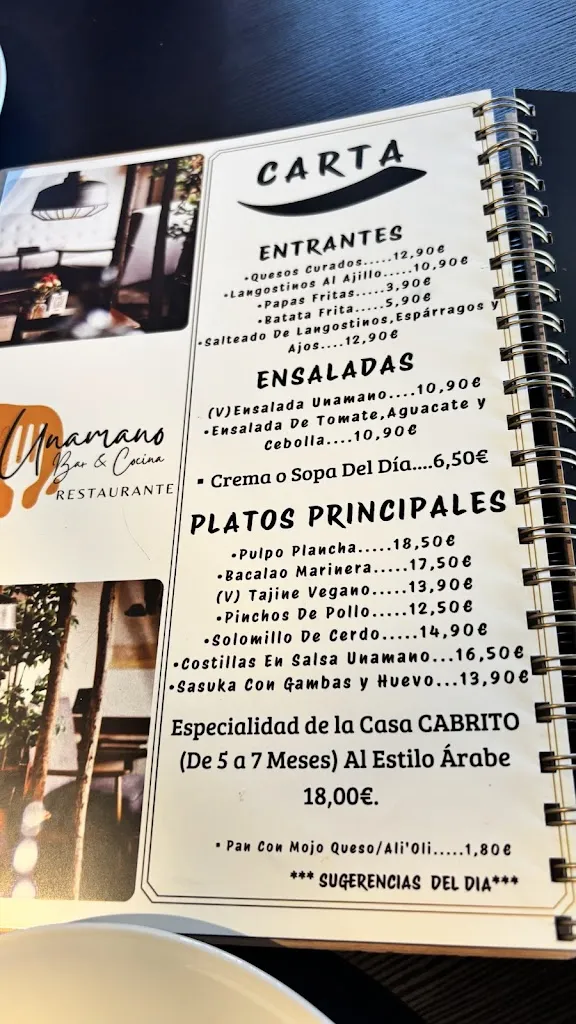 CARTA
ENTRANTES
•Quesos Curados.....12,90€
•Langostinos Al Ajillo.....10,90€
•Papas Fritas.....3,90€
•Batata Frita.....5,90€
•Salteado De Langostinos,Espárragos y
Ajos....12,90€
ENSALADAS
(V)Ensalada Unamano....10,90€
•Ensalada De Tomate,Aguacate y
Cebolla....10,90€
▪ Crema o Sopa Del Día....6,50€
PLATOS PRINCIPALES
•Pulpo Plancha.....18,50€
•Bacalao Marinera.....17,50€
(V) Tajine Vegano.....13,90€
•Pinchos De Pollo.....12,50€
•Solomillo De Cerdo.....14,90€
•Costillas En Salsa Unamano...16,50€
•Sasuka Con Gambas y Huevo...13,90€
Especialidad de la Casa CABRITO
(De 5 a 7 Meses) Al Estilo Árabe
18,00€.
• Pan Con Mojo Queso/Ali'Oli.....1,80€
*** SUGERENCIAS DEL DIA***
Unamano
Bar & Cocina
RESTAURANTE